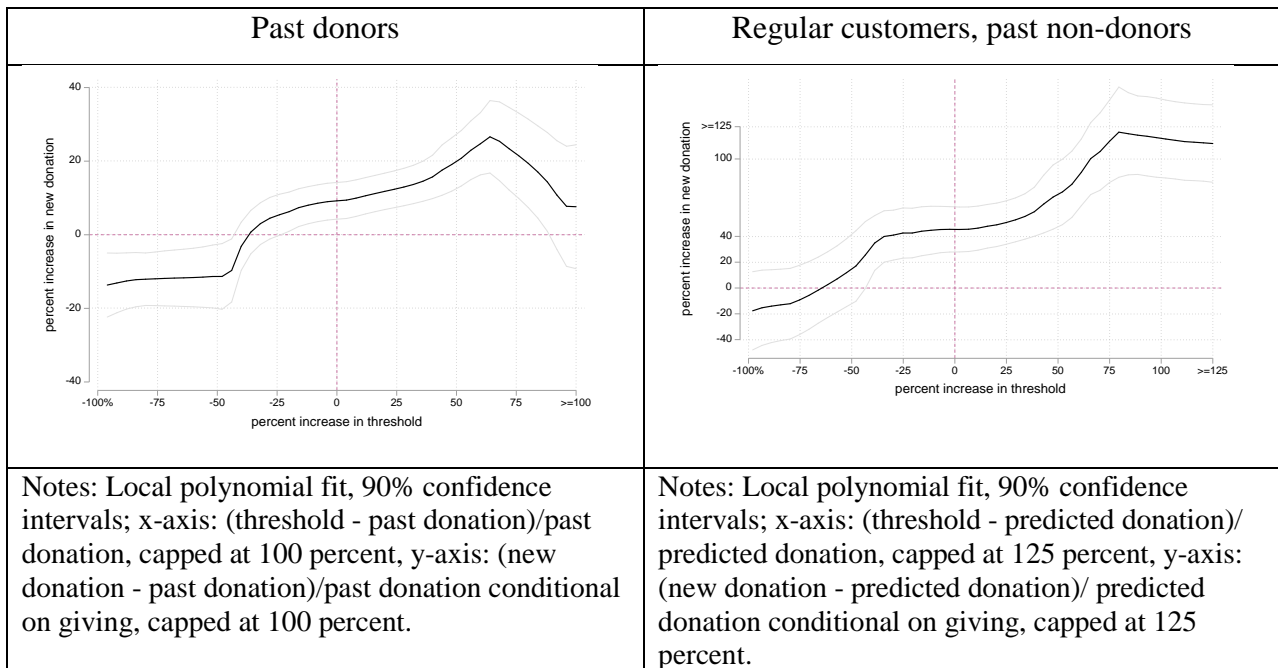 Past donors
Regular customers, past non-donors
40
20
0
-20
-40
percent increase in new donation
-100%
-75
-50
-25
0
25
50
75
>=100
percent increase in threshold
>=125
100
40
20
0
-20
-40
percent increase in new donation
-100%
-75
-50
-25
0
25
50
75
100
>=125
percent increase in threshold
Notes: Local polynomial fit, 90% confidence
intervals; x-axis: (threshold - past donation)/past
donation, capped at 100 percent, y-axis: (new
donation - past donation)/past donation conditional
on giving, capped at 100 percent.
Notes: Local polynomial fit, 90% confidence
intervals; x-axis: (threshold - predicted donation)/
predicted donation, capped at 125 percent, y-axis:
(new donation - predicted donation)/ predicted
donation conditional on giving, capped at 125
percent.